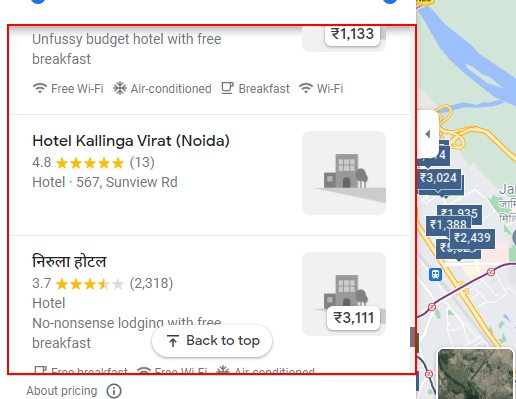 ₹1,133
Unfussy budget hotel with free
breakfast
Free Wi-Fi Air-conditioned Breakfast Wi-Fi
Hotel Kallinga Virat (Noida)
4.8 (13)
Hotel · 567, Sunview Rd
निरुला होटल
3.7 (2,318)
Hotel
No-nonsense lodging with free
breakfast
₹3,111
Back to top
Free breakfast Free Wi-Fi Air-conditioned
About pricing
₹3,024
₹1,935
₹1,388
₹2,439